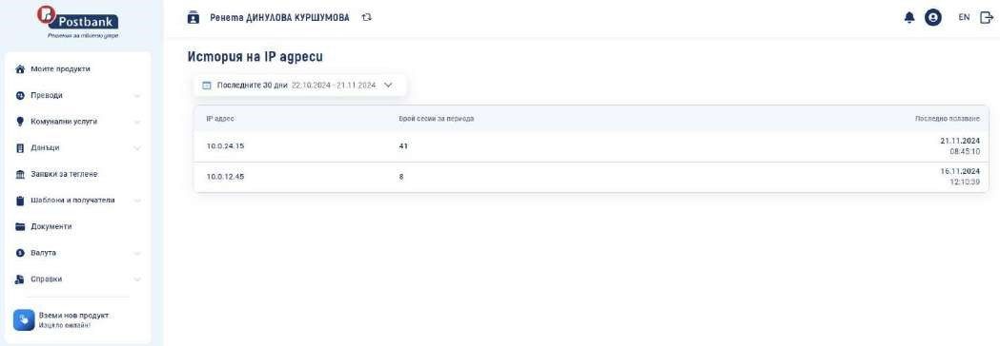 Postbank
Решения за твоето утре
Моите продукти
Преводи
Комунални услуги
Данъци
Заявки за теглене
Шаблони и получатели
Документи
Валута
Справки
Вземи нов продукт
Изцяло онлайн!
Ренета ДИНУЛОВА КУРШУМОВА
EN
История на IP адреси
Последните 30 дни 22.10.2024 - 21.11.2024
IP адрес Брой сесии за периода Последно ползване
10.0.24.15 41 21.11.2024
08:45:10
10.0.12.45 8 16.11.2024
12:10:39